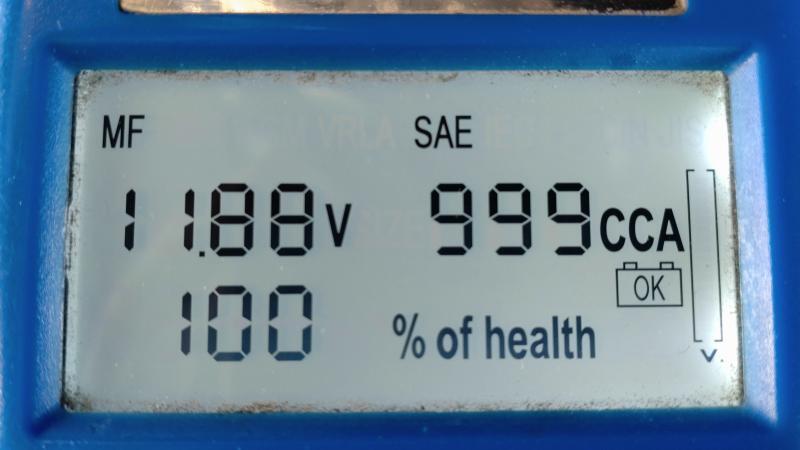 MF SAE
11.88V 999CCA
OK
100 % of health